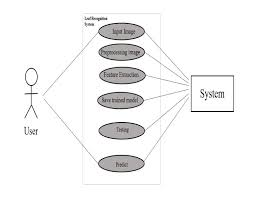 Leaf Recognition
System
Input Image
Preprocessing image
Feature Extraction
Save trained model
Testing
Predict
User
System